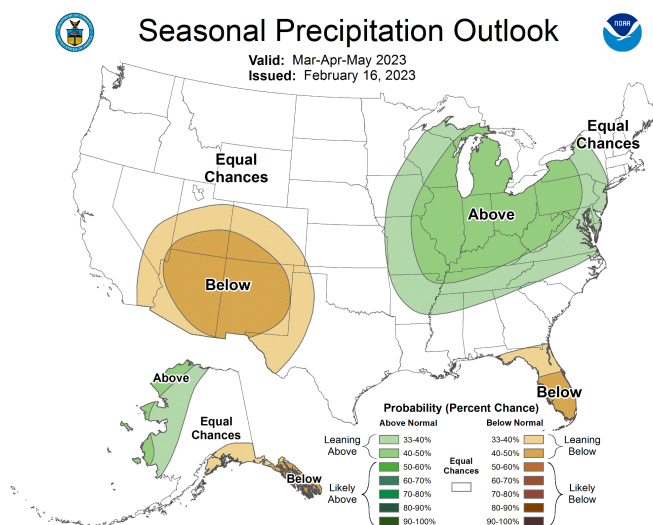 NOAA
Seasonal Precipitation Outlook
Valid: Mar-Apr-May 2023
Issued: February 16, 2023
Equal
Chances
Equal
Chances
Above
Below
Above
Equal
Chances
Below
Below
Probability (Percent Chance)
Above Normal
Below Normal
Leaning
Above
33-40%
40-50%
Likely
Above
50-60%
60-70%
70-80%
80-90%
90-100%
Equal
Chances
33-40%
40-50%
Leaning
Below
50-60%
60-70%
70-80%
80-90%
90-100%
Likely
Below